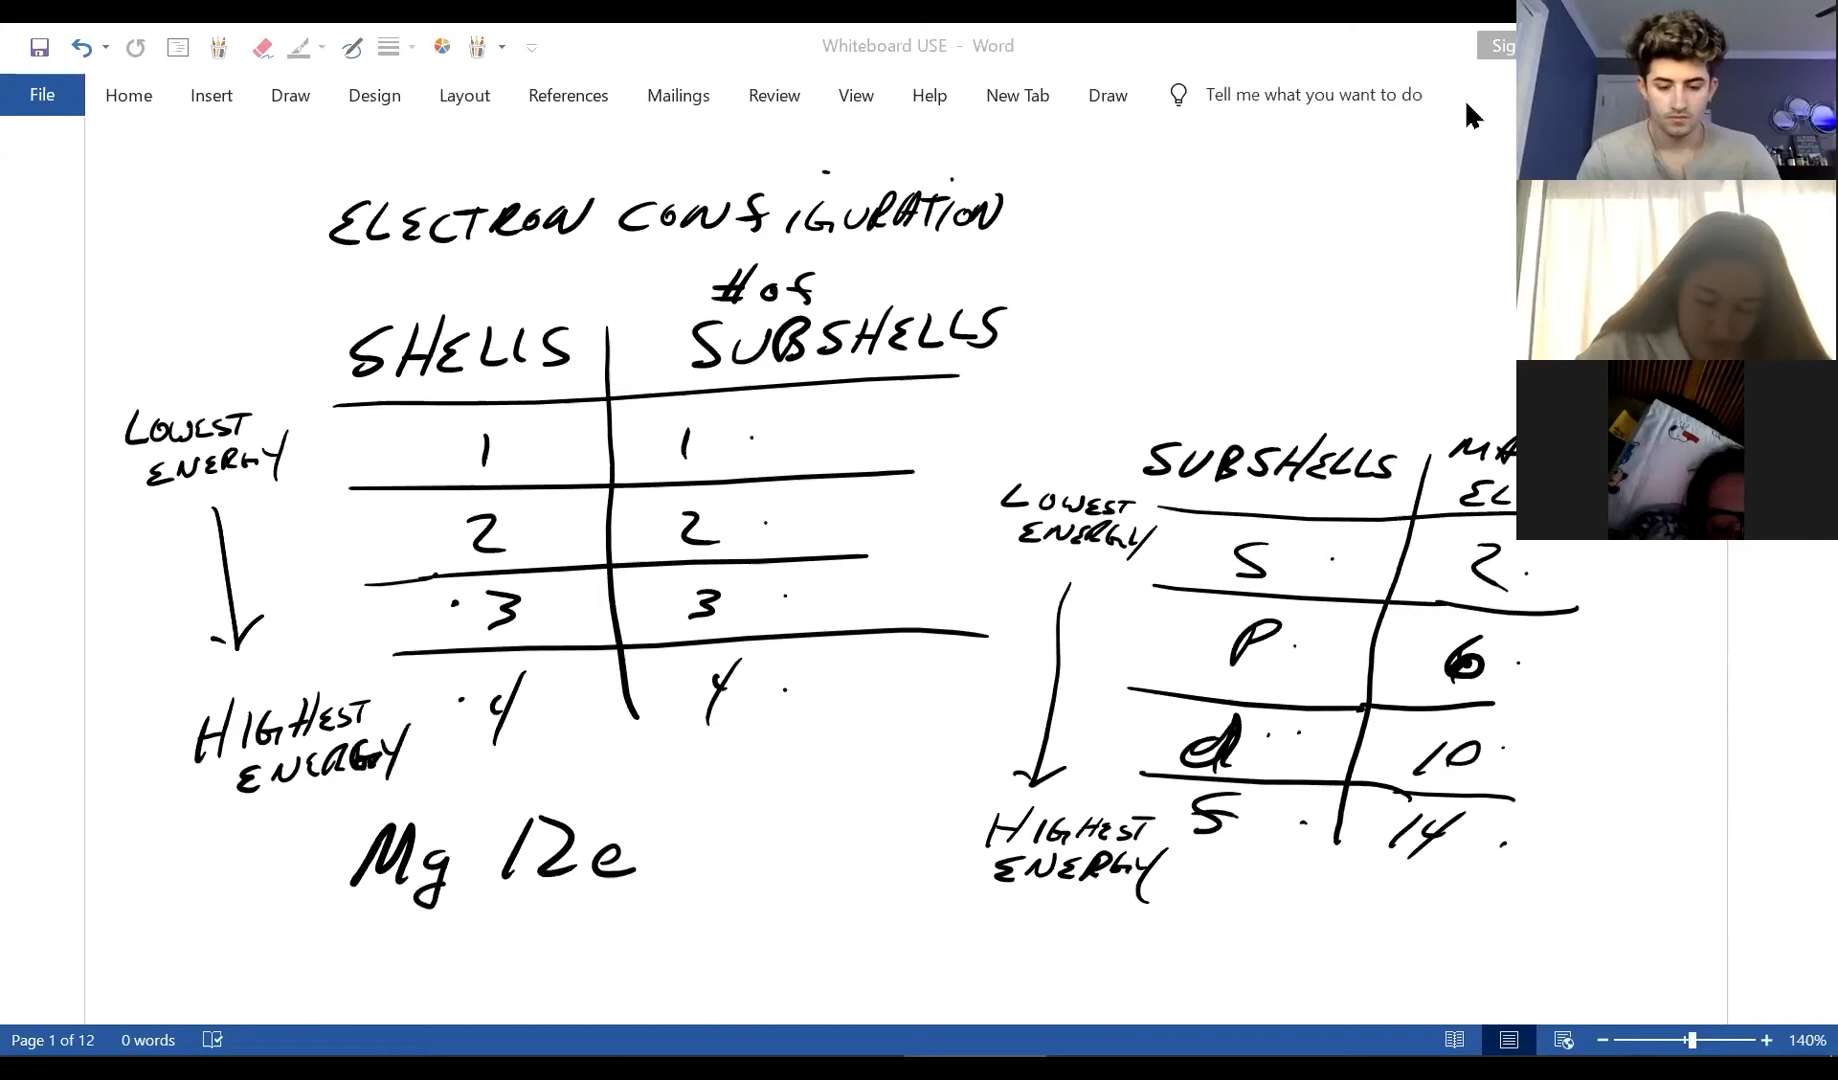 Whiteboard USE - Word
File Home Insert Draw Design Layout References Mailings Review View Help New Tab Draw Tell me what you want to do
ELECTRON CONfIGURATION
# of
SHELLS SUBSHELLS
LOWEST
ENERGY
1 1
2 2
3 3
4 4
HIGHEST
ENERGY
Mg 12e
SUBSHELLS
LOWEST
ENERGY
S 2
P 6
d 10
f 14
HIGHEST
ENERGY
Page 1 of 12 0 words 140%